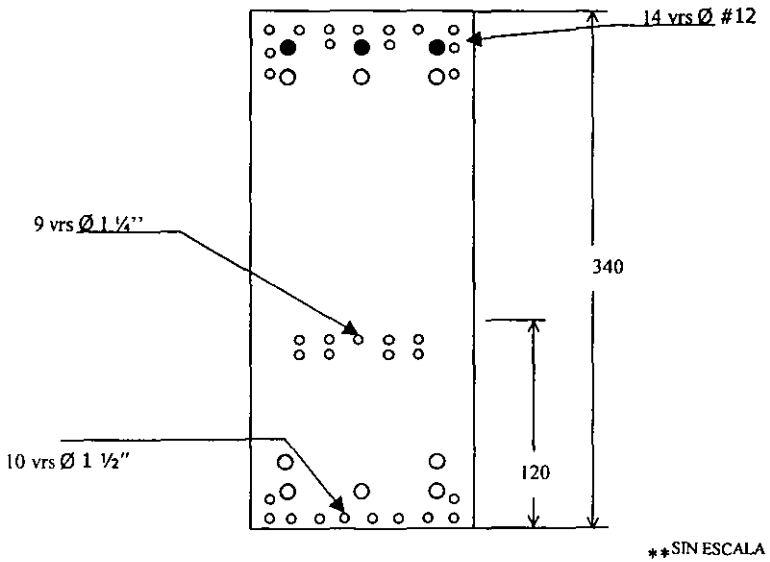 14 vrs Ø #12
9 vrs Ø 1 ¼"
340
10 vrs Ø 1 ½"
120
**SIN ESCALA